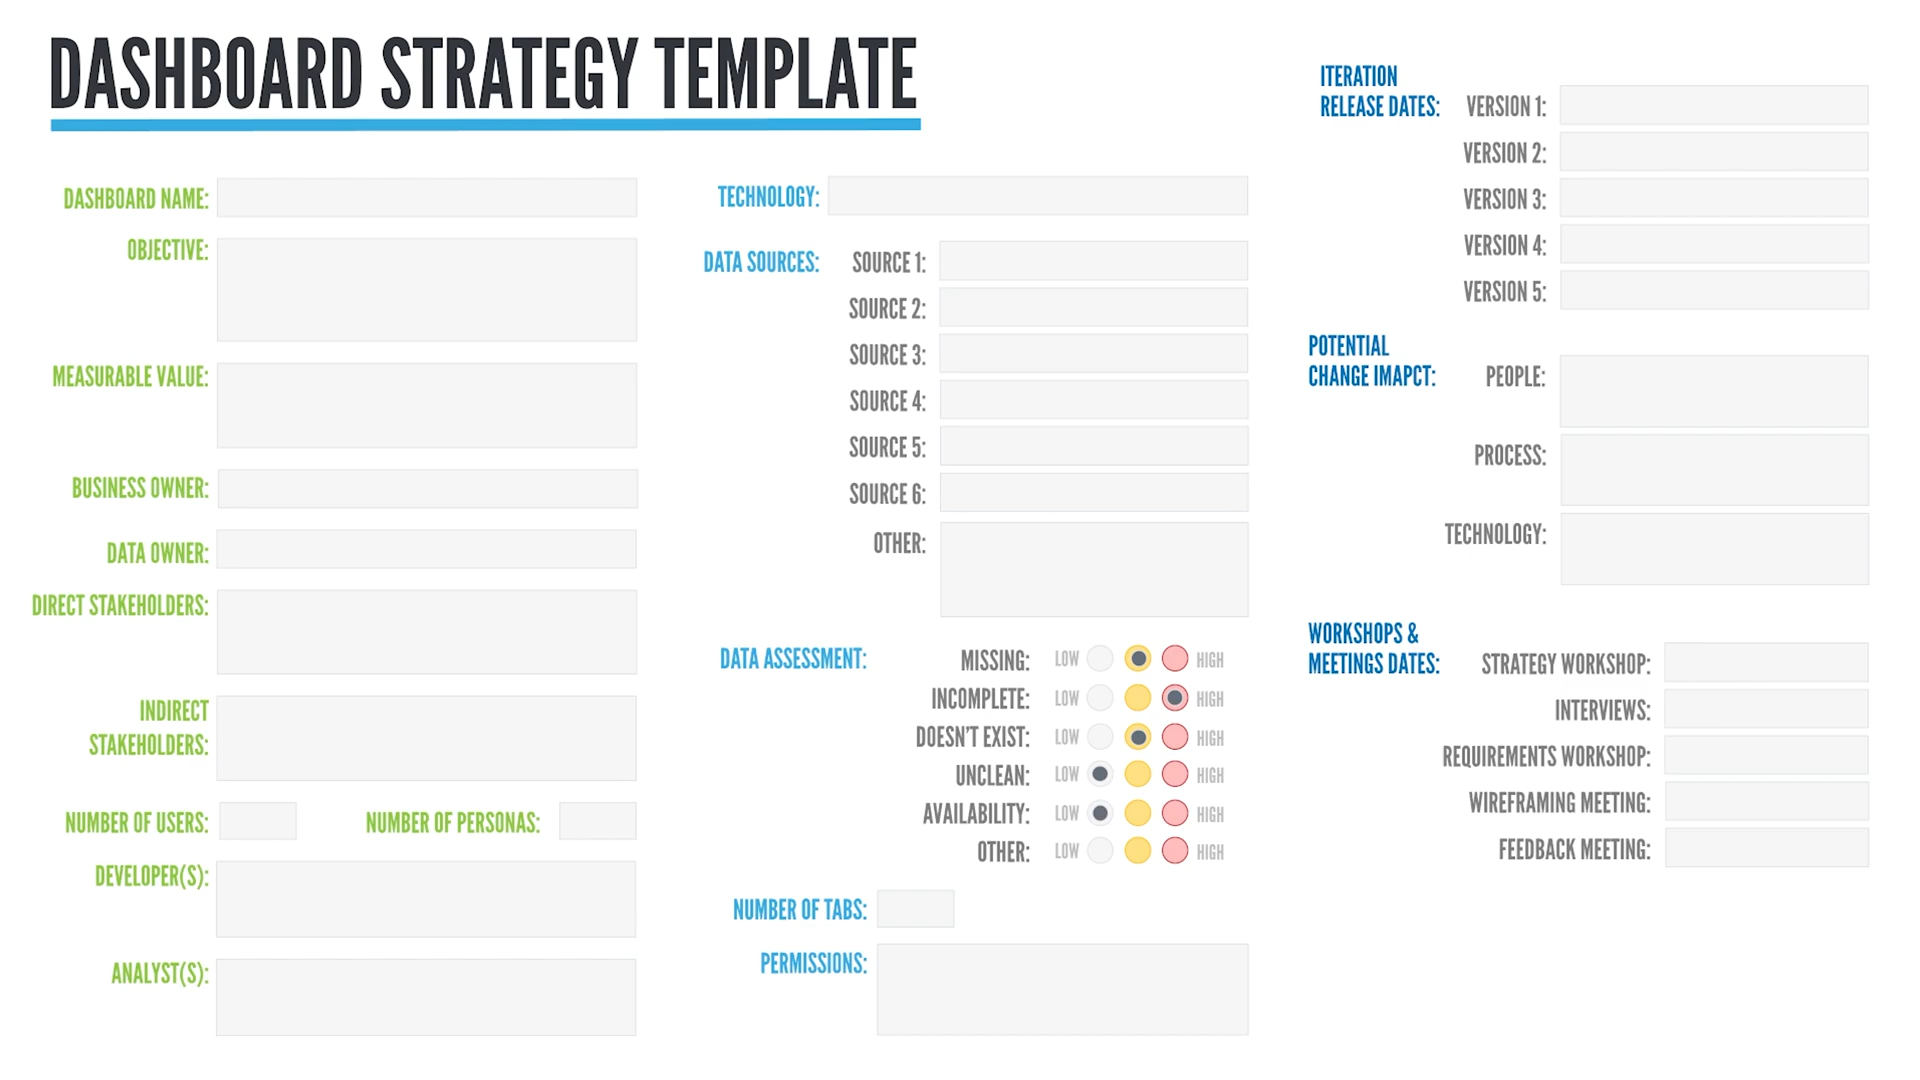 DASHBOARD STRATEGY TEMPLATE
DASHBOARD NAME:
OBJECTIVE:
MEASURABLE VALUE:
BUSINESS OWNER:
DATA OWNER:
DIRECT STAKEHOLDERS:
INDIRECT
STAKEHOLDERS:
NUMBER OF USERS: NUMBER OF PERSONAS:
DEVELOPER(S):
ANALYST(S):
TECHNOLOGY:
DATA SOURCES: SOURCE 1:
SOURCE 2:
SOURCE 3:
SOURCE 4:
SOURCE 5:
SOURCE 6:
OTHER:
DATA ASSESSMENT: MISSING: LOW HIGH
INCOMPLETE: LOW HIGH
DOESN'T EXIST: LOW HIGH
UNCLEAN: LOW HIGH
AVAILABILITY: LOW HIGH
OTHER: LOW HIGH
NUMBER OF TABS:
PERMISSIONS:
ITERATION
RELEASE DATES: VERSION 1:
VERSION 2:
VERSION 3:
VERSION 4:
VERSION 5:
POTENTIAL
CHANGE IMAPCT: PEOPLE:
PROCESS:
TECHNOLOGY:
WORKSHOPS &
MEETINGS DATES: STRATEGY WORKSHOP:
INTERVIEWS:
REQUIREMENTS WORKSHOP:
WIREFRAMING MEETING:
FEEDBACK MEETING: